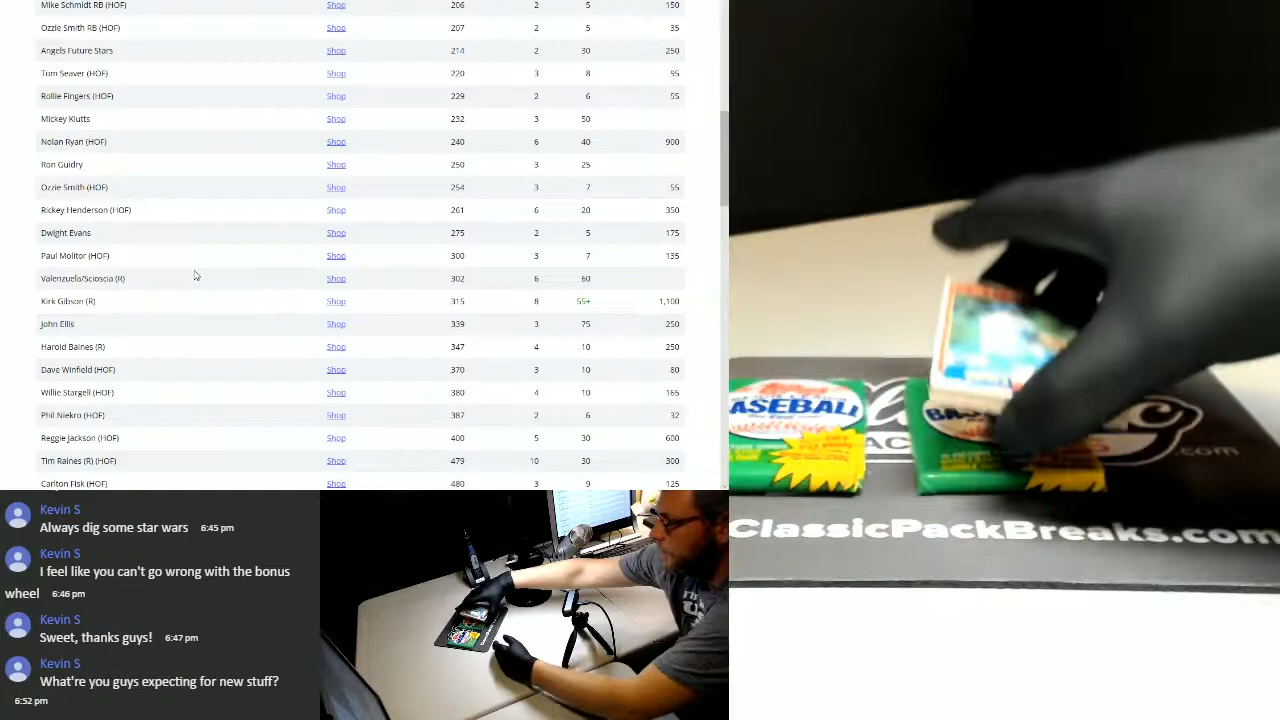 Mike Schmidt RB (HOF) Shop 206 2 5 150
Ozzie Smith RB (HOF) Shop 207 2 5 35
Angels Future Stars Shop 214 2 30 250
Tom Seaver (HOF) Shop 220 3 8 95
Rollie Fingers (HOF) Shop 229 2 6 55
Mickey Klutts Shop 232 3 50
Nolan Ryan (HOF) Shop 240 6 40 900
Ron Guidry Shop 250 3 25
Ozzie Smith (HOF) Shop 254 3 7 55
Rickey Henderson (HOF) Shop 261 6 20 350
Dwight Evans Shop 275 2 5 175
Paul Molitor (HOF) Shop 300 3 7 135
Valenzuela/Scioscia (R) Shop 302 6 60
Kirk Gibson (R) Shop 315 8 55+ 1,100
John Ellis Shop 339 3 75 250
Harold Baines (R) Shop 347 4 10 250
Dave Winfield (HOF) Shop 370 3 10 80
Willie Stargell (HOF) Shop 380 4 10 165
Phil Niekro (HOF) Shop 387 2 6 32
Reggie Jackson (HOF) Shop 400 5 30 600
Tim Raines (R) (HOF) Shop 479 10 30 300
Carlton Fisk (HOF) Shop 480 3 9 125
Kevin S
Always dig some star wars 6:45 pm
Kevin S
I feel like you can't go wrong with the bonus
wheel 6:46 pm
Kevin S
Sweet, thanks guys! 6:47 pm
Kevin S
What're you guys expecting for new stuff?
6:52 pm
ASEBALL
BA
.com
ClassicPackBreaks.com